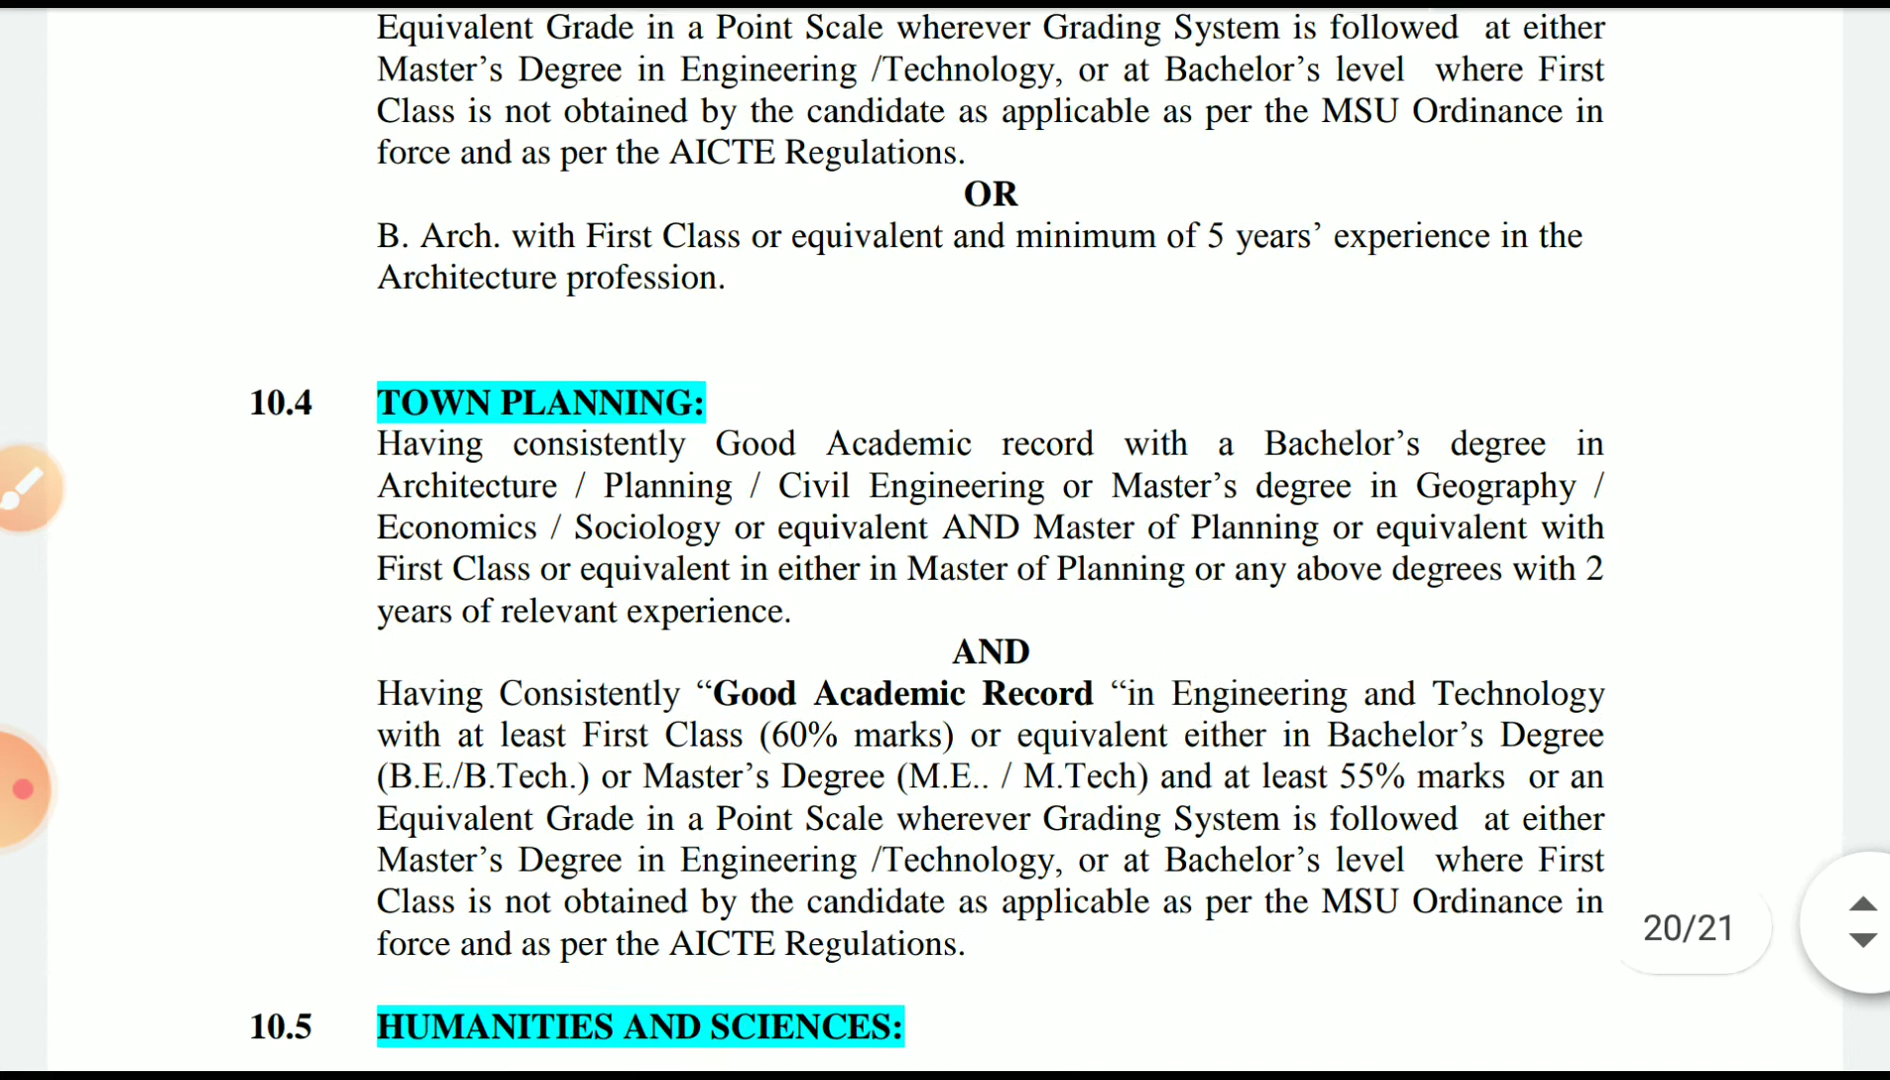 Equivalent Grade in a Point Scale wherever Grading System is followed at either
Master’s Degree in Engineering /Technology, or at Bachelor’s level where First
Class is not obtained by the candidate as applicable as per the MSU Ordinance in
force and as per the AICTE Regulations.
OR
B. Arch. with First Class or equivalent and minimum of 5 years’ experience in the
Architecture profession.
10.4 TOWN PLANNING:
Having consistently Good Academic record with a Bachelor’s degree in
Architecture / Planning / Civil Engineering or Master’s degree in Geography /
Economics / Sociology or equivalent AND Master of Planning or equivalent with
First Class or equivalent in either in Master of Planning or any above degrees with 2
years of relevant experience.
AND
Having Consistently “Good Academic Record “in Engineering and Technology
with at least First Class (60% marks) or equivalent either in Bachelor’s Degree
(B.E./B.Tech.) or Master’s Degree (M.E.. / M.Tech) and at least 55% marks or an
Equivalent Grade in a Point Scale wherever Grading System is followed at either
Master’s Degree in Engineering /Technology, or at Bachelor’s level where First
Class is not obtained by the candidate as applicable as per the MSU Ordinance in
force and as per the AICTE Regulations.
20/21
10.5 HUMANITIES AND SCIENCES: